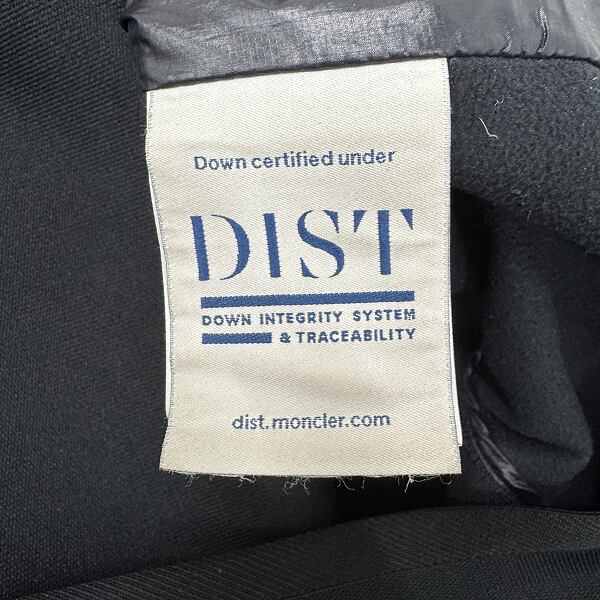 Down certified under
DIST
DOWN INTEGRITY SYSTEM
& TRACEABILITY
dist.moncler.com